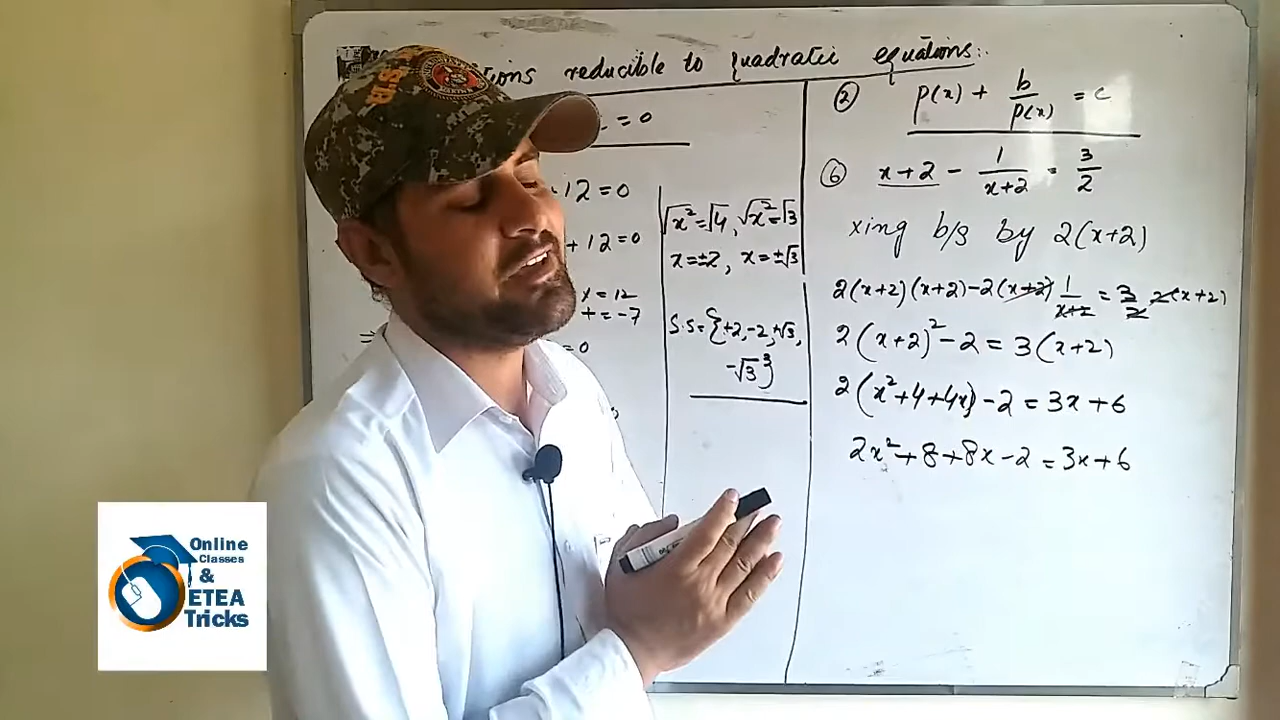 tions reducible to quadratic equations:
= 0
12 = 0
+ 12 = 0
x = 12
+ = -7
= 0
√x² = √4, √x² = √3
x = ±2, x = ±√3
S.S = {+2, -2, +√3,
-√3}
② p(x) + b/p(x) = c
⑥ x+2 - 1/(x+2) = 3/2
xing b/s by 2(x+2)
2(x+2)(x+2) - 2(x+2) 1/(x+2) = 3/2 2(x+2)
2(x+2)² - 2 = 3(x+2)
2(x²+4+4x) - 2 = 3x+6
2x²+8+8x-2 = 3x+6
Online
Classes
&
ETEA
Tricks